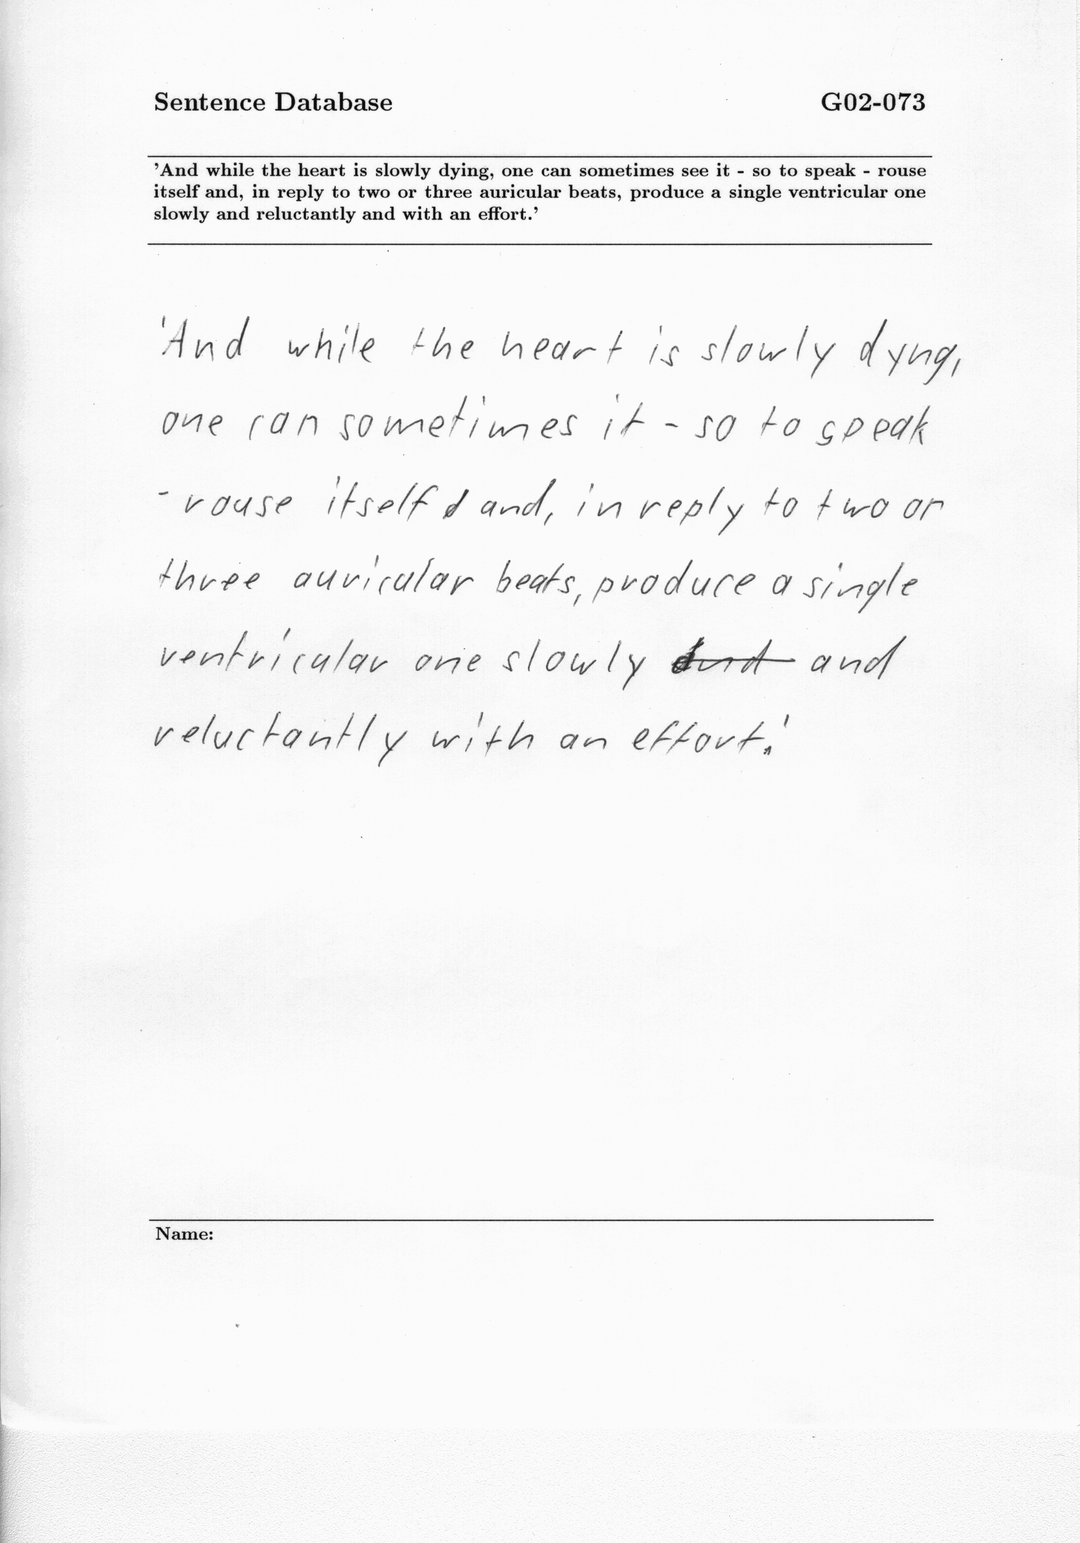 Sentence Database G02-073
'And while the heart is slowly dying, one can sometimes see it - so to speak - rouse
itself and, in reply to two or three auricular beats, produce a single ventricular one
slowly and reluctantly and with an effort.'
'And while the heart is slowly dyng,
one can sometimes it - so to speak
- rouse itself and, in reply to two or
three auricular beats, produce a single
ventricular one slowly and
reluctantly with an effort.'
Name: